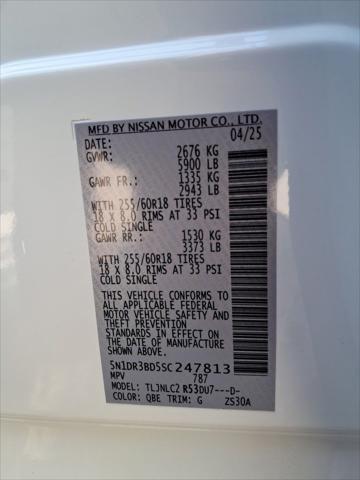 MFD BY NISSAN MOTOR CO., LTD.
DATE: 04/25
GVWR: 2676 KG
5900 LB
GAWR FR: 1335 KG
2943 LB
WITH 255/60R18 TIRES
18 X 8.0 RIMS AT 33 PSI
COLD SINGLE
GAWR RR: 1530 KG
3373 LB
WITH 255/60R18 TIRES
18 X 8.0 RIMS AT 33 PSI
COLD SINGLE
THIS VEHICLE CONFORMS TO
ALL APPLICABLE FEDERAL
MOTOR VEHICLE SAFETY
AND THEFT PREVENTION
STANDARDS IN EFFECT ON
THE DATE OF MANUFACTURE
SHOWN ABOVE
5N1DR3BD5SC247813
MPV 787
MODEL: TLJNLC2 R53DU7---D-
COLOR: QBE TRIM: G ZS30A